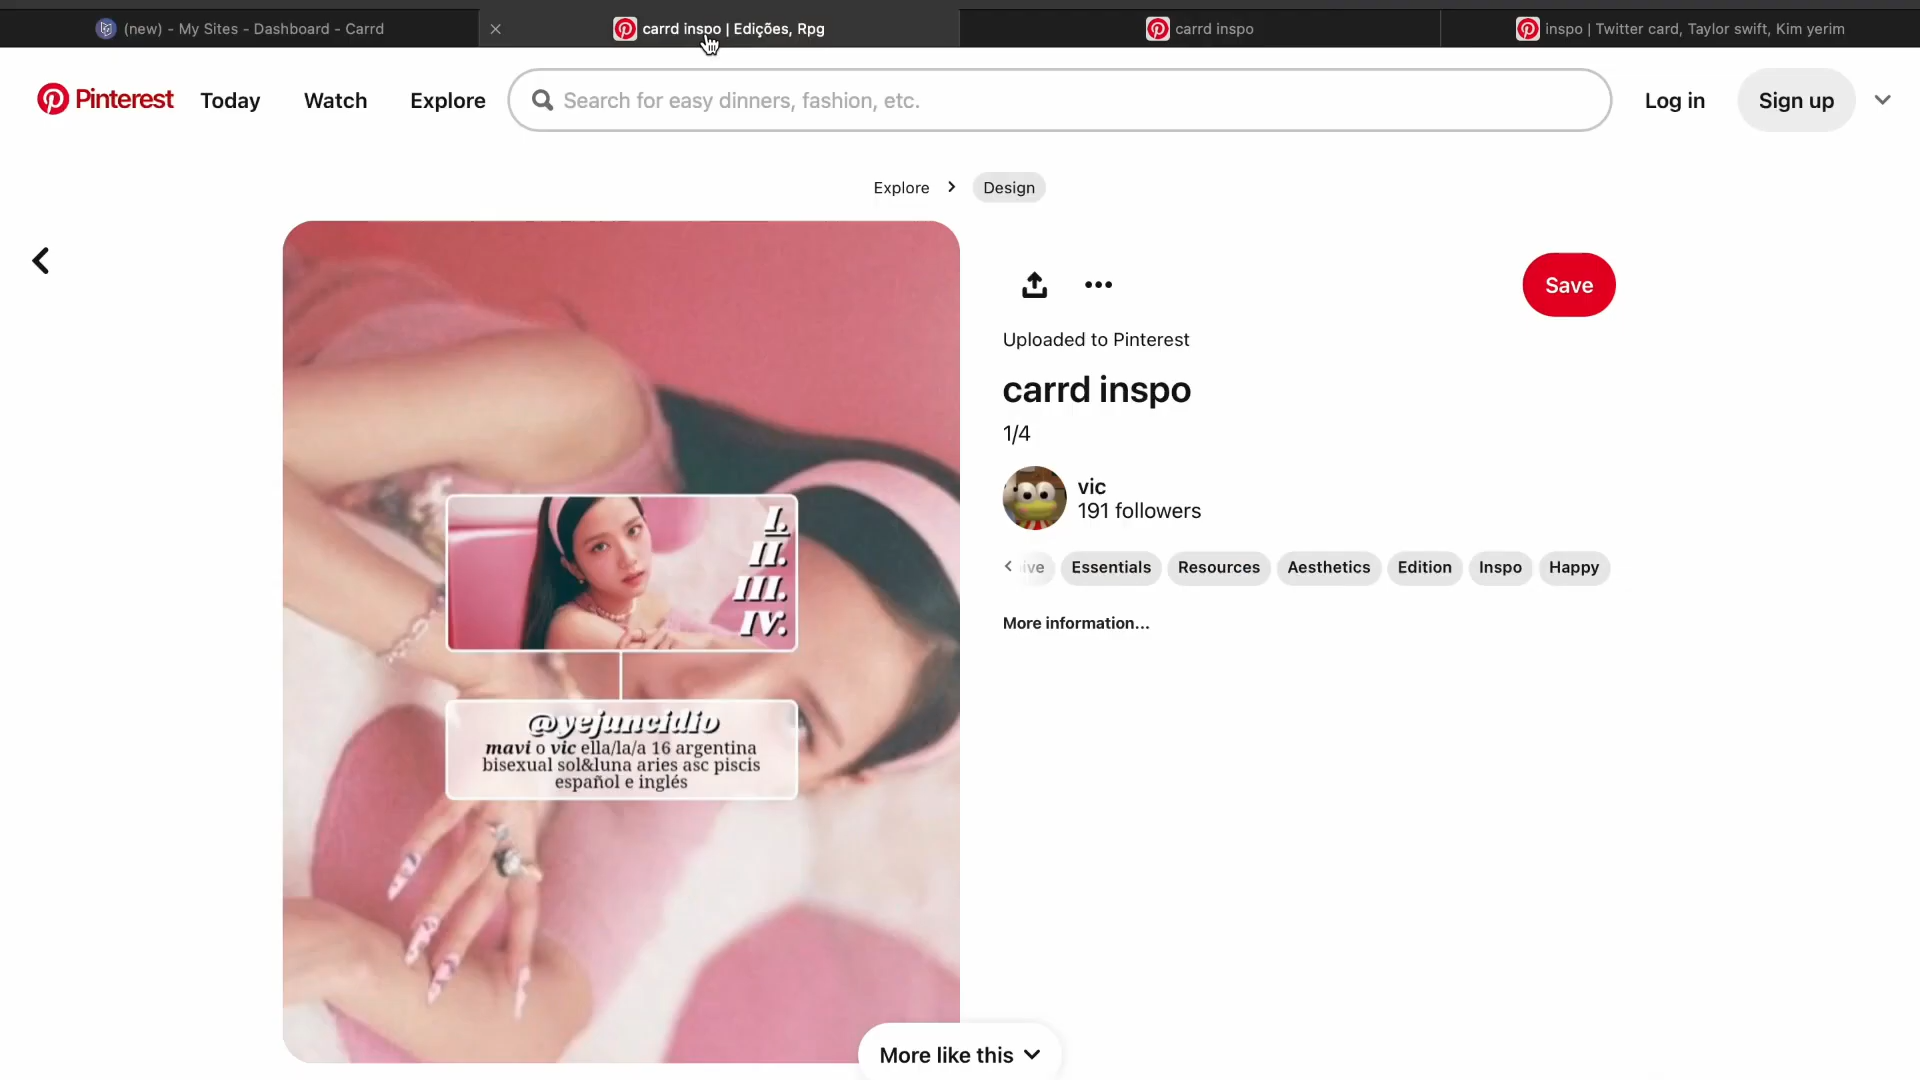 (new) - My Sites - Dashboard - Carrd
carrd inspo | Edições, Rpg
carrd inspo
inspo | Twitter card, Taylor swift, Kim yerim
Pinterest
Today
Watch
Explore
Search for easy dinners, fashion, etc.
Log in
Sign up
Explore
Design
Save
Uploaded to Pinterest
carrd inspo
1/4
vic
191 followers
ive
Essentials
Resources
Aesthetics
Edition
Inspo
Happy
More information...
I.
II.
III.
IV.
@yejuncidio
mavi o vic ella/la/a 16 argentina
bisexual sol&luna aries asc piscis
español e inglés
More like this